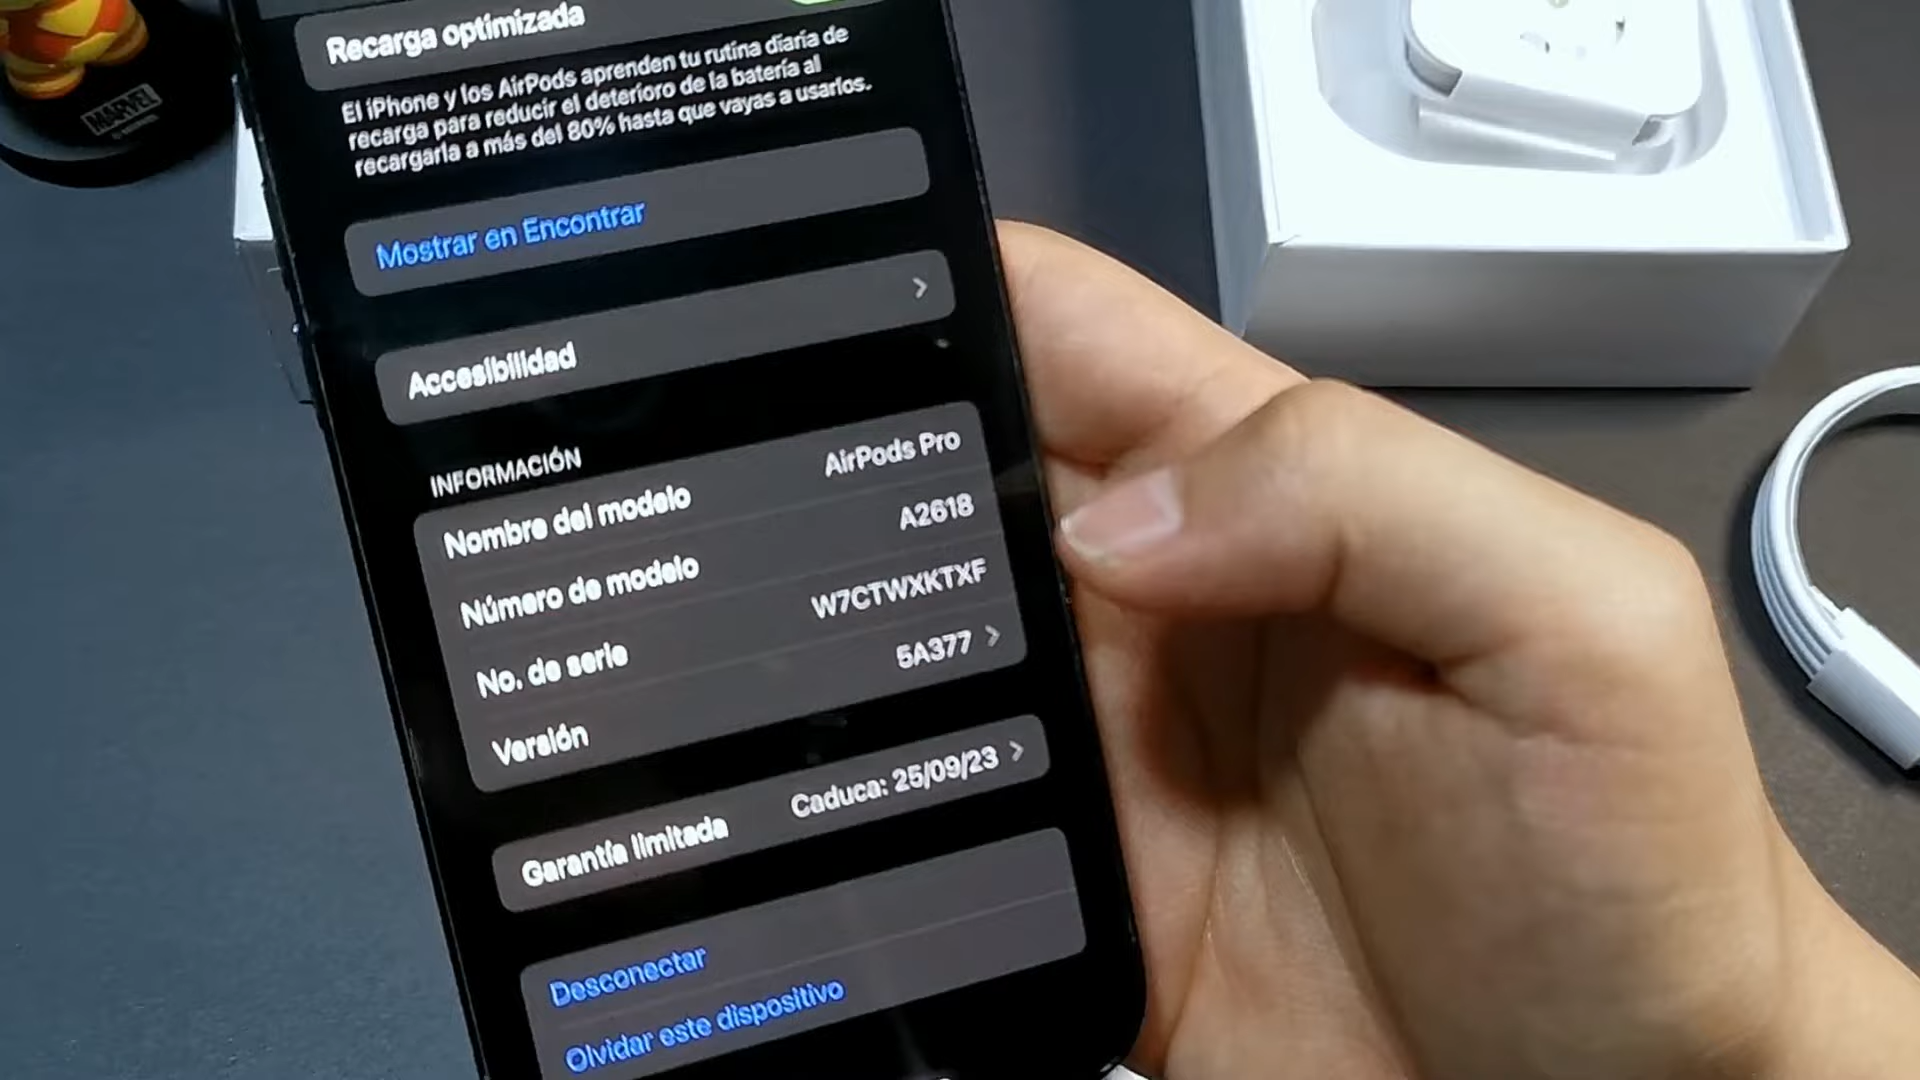 Recarga optimizada
El iPhone y los AirPods aprenden tu rutina diaria de
recarga para reducir el deterioro de la batería al
recargarla a más del 80% hasta que vayas a usarlos.
Mostrar en Encontrar
Accesibilidad
INFORMACIÓN
Nombre del modelo AirPods Pro
Número de modelo A2618
No. de serie W7CTWXKTXF
Versión 5A377
Garantía limitada Caduca: 25/09/23
Desconectar
Olvidar este dispositivo
MARVEL